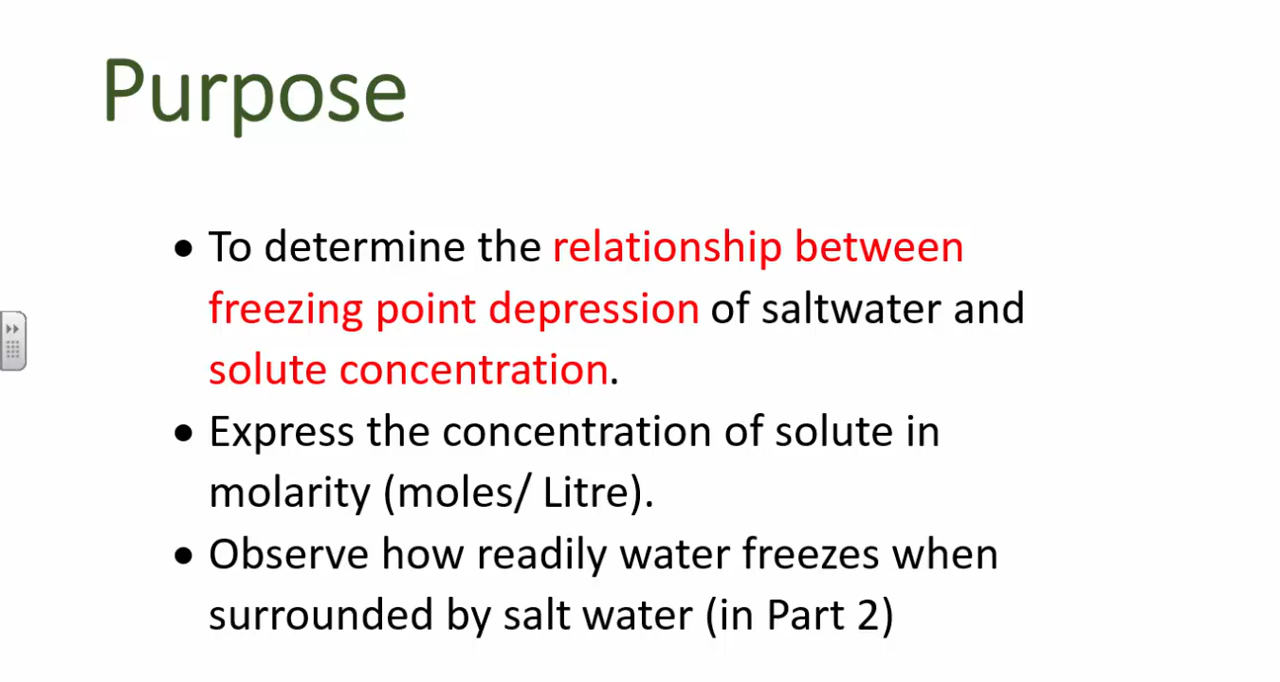 Purpose
• To determine the relationship between
freezing point depression of saltwater and
solute concentration.
• Express the concentration of solute in
molarity (moles/ Litre).
• Observe how readily water freezes when
surrounded by salt water (in Part 2)